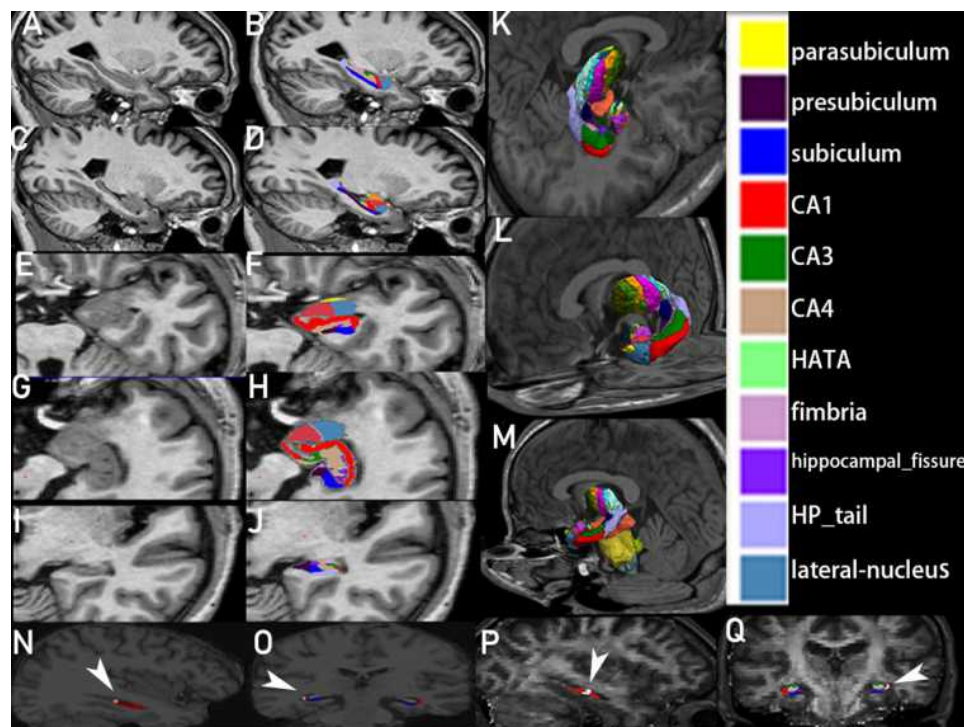 A
B
K
parasubiculum
presubiculum
C
D
subiculum
CA1
L
CA3
E
F
CA4
HATA
G
H
fimbria
M
hippocampal_fissure
I
J
HP_tail
lateral-nucleus
N
O
P
Q